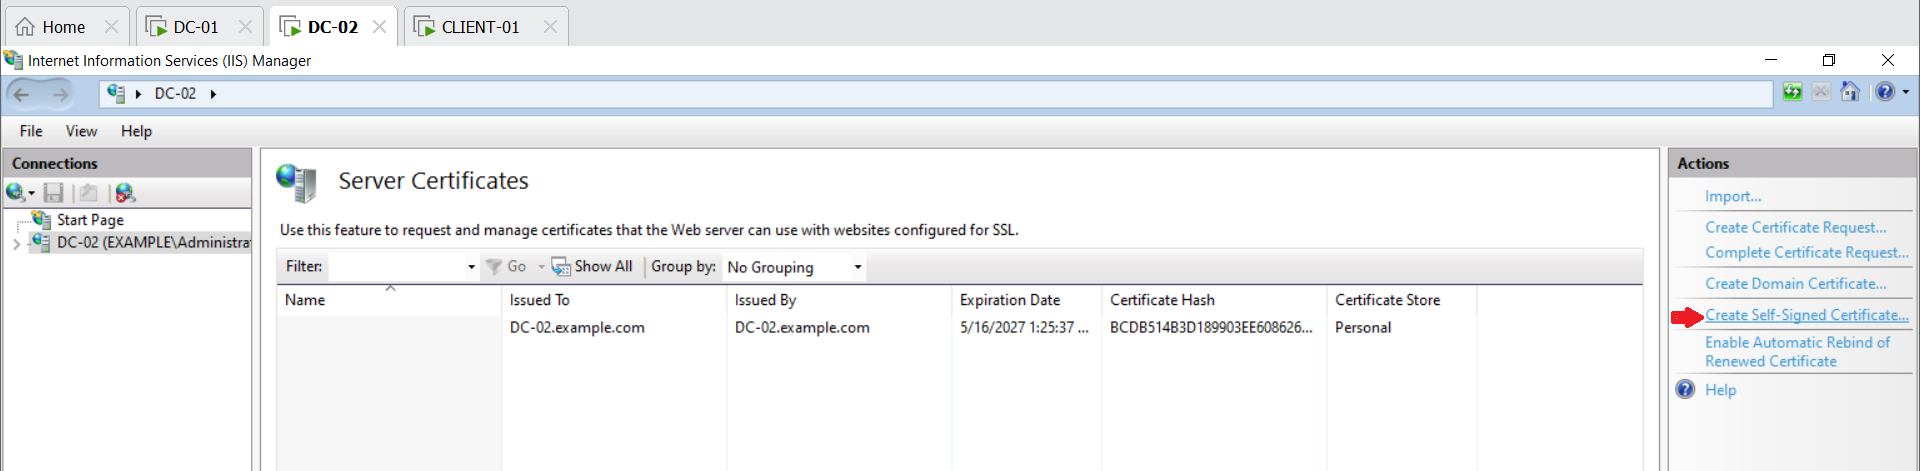 Home
DC-01
DC-02
CLIENT-01
Internet Information Services (IIS) Manager
DC-02
File View Help
Connections
Start Page
DC-02 (EXAMPLE\Administra
Server Certificates
Use this feature to request and manage certificates that the Web server can use with websites configured for SSL.
Filter: Go Show All Group by: No Grouping
Name Issued To Issued By Expiration Date Certificate Hash Certificate Store
DC-02.example.com DC-02.example.com 5/16/2027 1:25:37 ... BCDB514B3D189903EE608626... Personal
Actions
Import...
Create Certificate Request...
Complete Certificate Request...
Create Domain Certificate...
Create Self-Signed Certificate...
Enable Automatic Rebind of
Renewed Certificate
Help